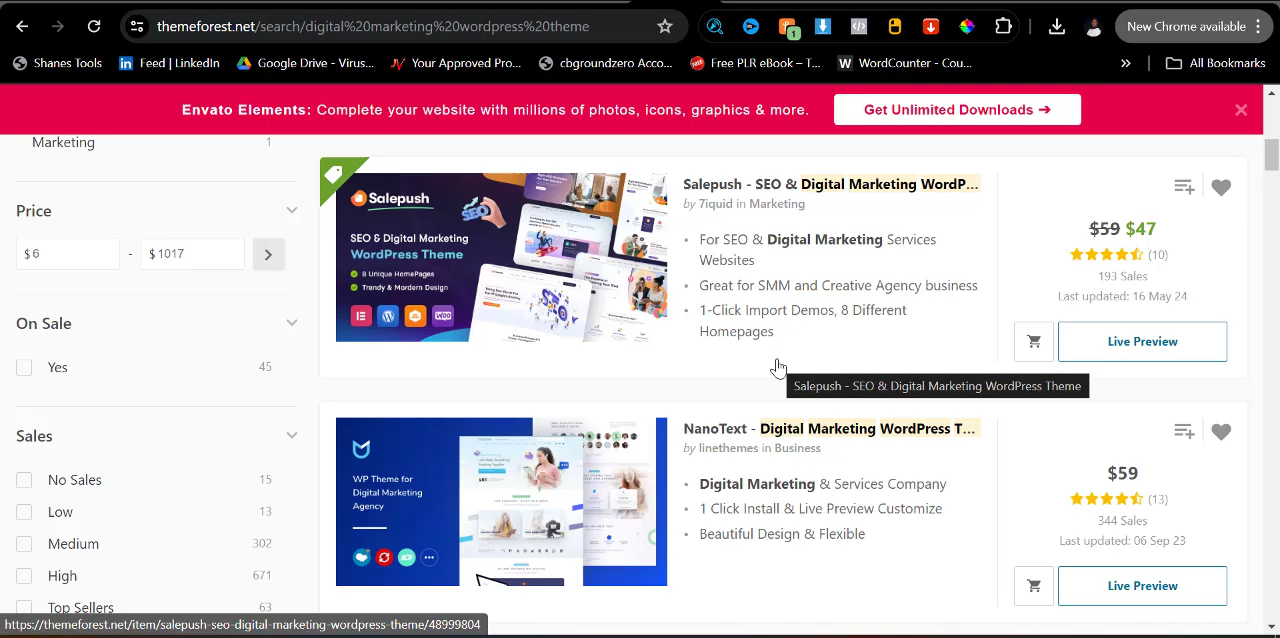 themeforest.net/search/digital%20marketing%20wordpress%20theme
1
New Chrome available
Shanes Tools
Feed | LinkedIn
Google Drive - Virus...
Your Approved Pro...
cbgroundzero Acco...
Free PLR eBook – T...
WordCounter - Cou...
»
All Bookmarks
Envato Elements: Complete your website with millions of photos, icons, graphics & more.
Get Unlimited Downloads ➔
Marketing 1
Price
$ 6 - $ 1017
On Sale
Yes 45
Sales
No Sales 15
Low 13
Medium 302
High 671
Top Sellers 63
Salepush
SEO
SEO & Digital Marketing
WordPress Theme
8 Unique HomePages
Trendy & Mordern Design
Woo
Salepush - SEO & Digital Marketing WordP...
by 7iquid in Marketing
• For SEO & Digital Marketing Services
Websites
• Great for SMM and Creative Agency business
• 1-Click Import Demos, 8 Different
Homepages
$59 $47
(10)
193 Sales
Last updated: 16 May 24
Live Preview
Salepush - SEO & Digital Marketing WordPress Theme
WP Theme for
Digital Marketing
Agency
ACF
NanoText - Digital Marketing WordPress T...
by linethemes in Business
• Digital Marketing & Services Company
• 1 Click Install & Live Preview Customize
• Beautiful Design & Flexible
$59
(13)
344 Sales
Last updated: 06 Sep 23
Live Preview
https://themeforest.net/item/salepush-seo-digital-marketing-wordpress-theme/48999804